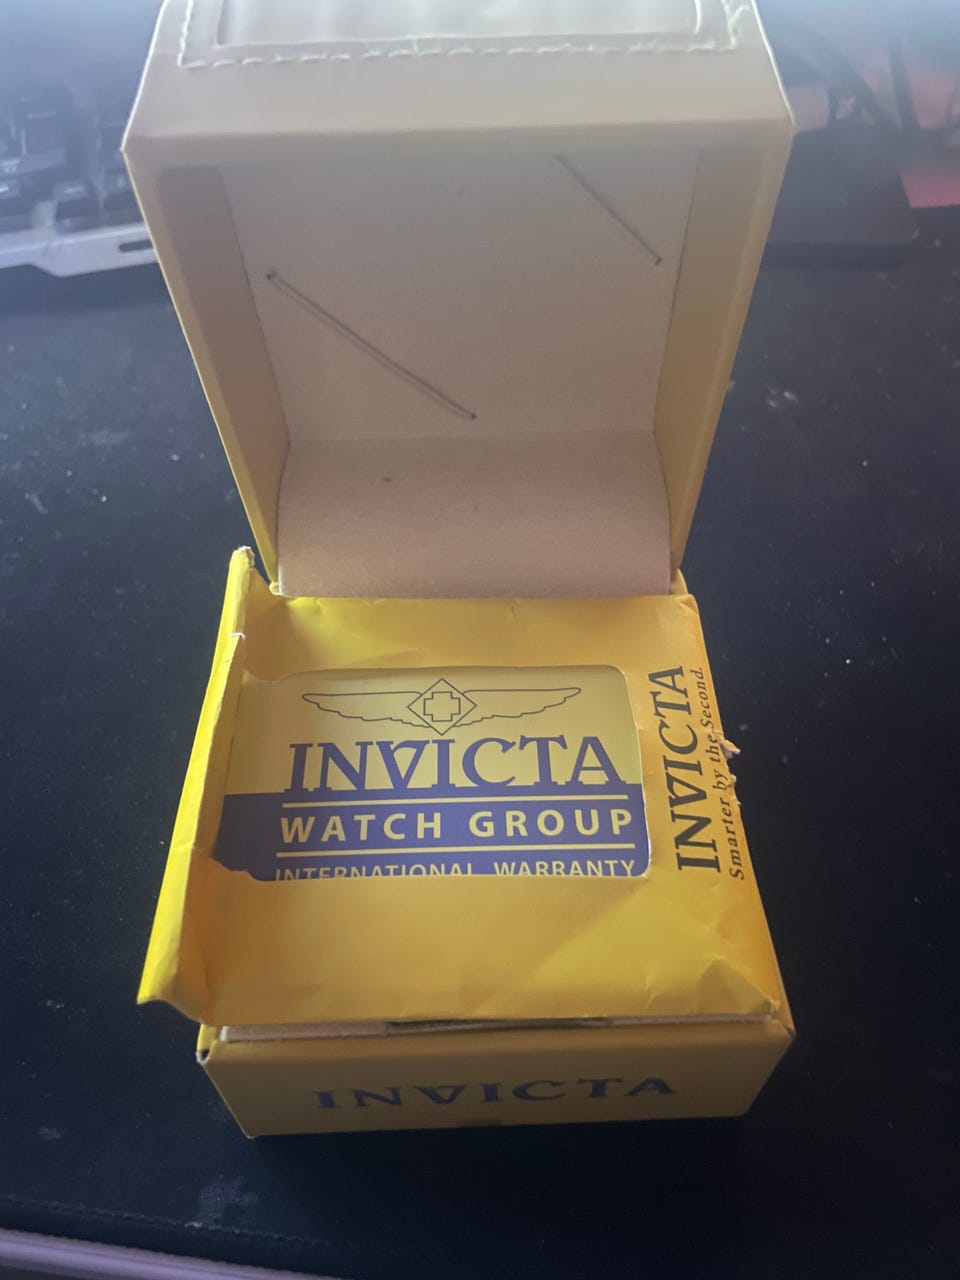 INVICTA
WATCH GROUP
INTERNATIONAL WARRANTY
INVICTA
Smarter by the Second.
INVICTA